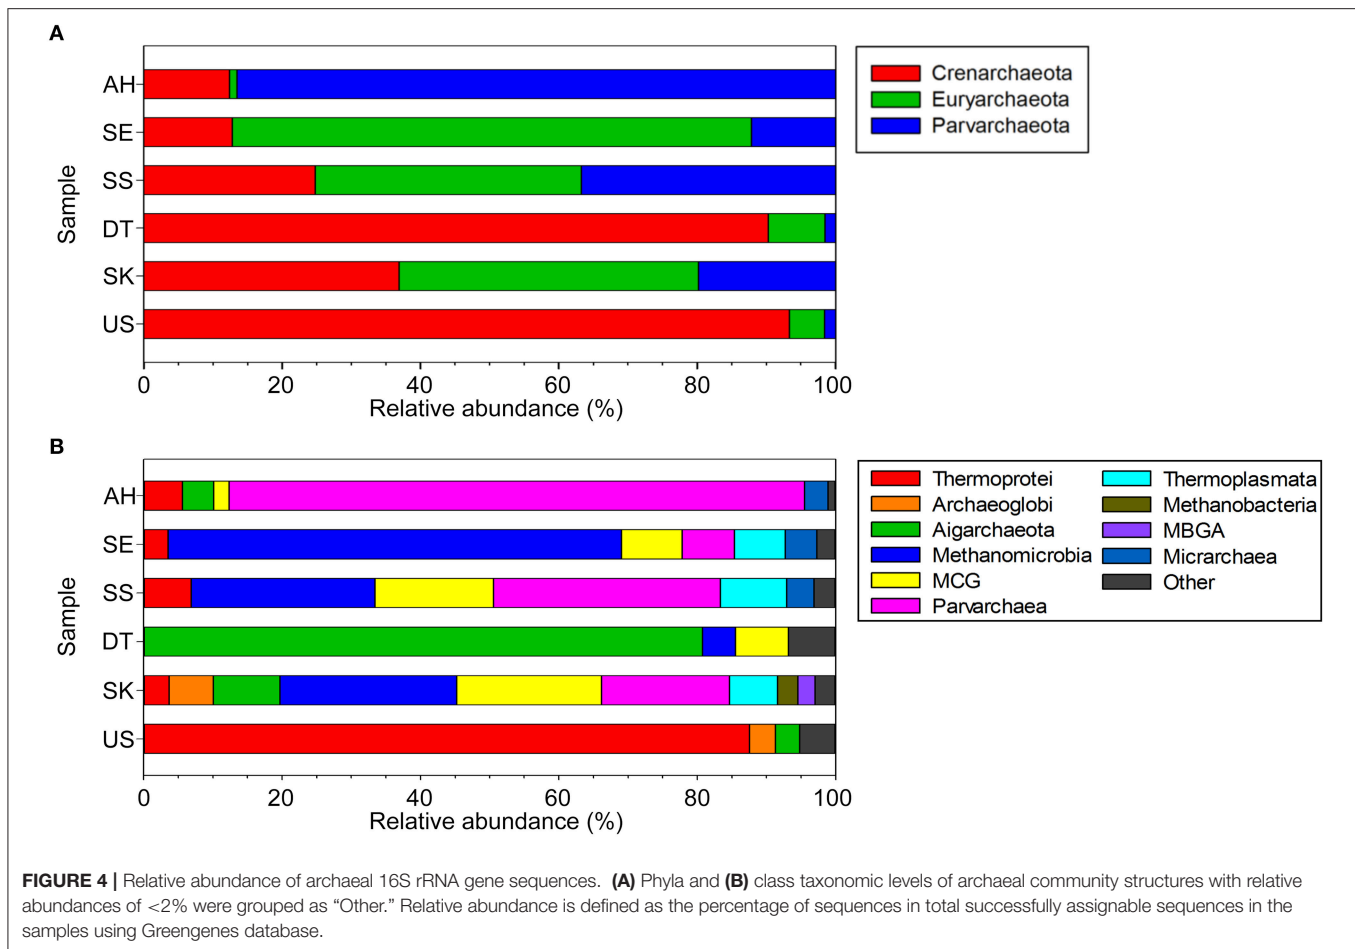 A
AH
SE
SS
DT
SK
US
Sample
0 20 40 60 80 100
Relative abundance (%)
Crenarchaeota
Euryarchaeota
Parvarchaeota
B
AH
SE
SS
DT
SK
US
Sample
0 20 40 60 80 100
Relative abundance (%)
Thermoprotei
Archaeoglobi
Aigarchaeota
Methanomicrobia
MCG
Parvarchaea
Thermoplasmata
Methanobacteria
MBGA
Micrarchaea
Other
FIGURE 4 | Relative abundance of archaeal 16S rRNA gene sequences. (A) Phyla and (B) class taxonomic levels of archaeal community structures with relative
abundances of <2% were grouped as “Other.” Relative abundance is defined as the percentage of sequences in total successfully assignable sequences in the
samples using Greengenes database.